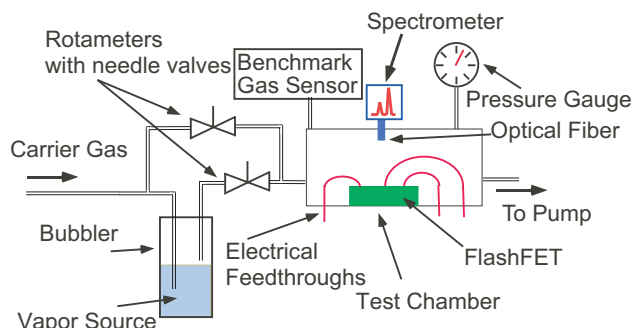 Spectrometer
Rotameters
with needle valves
Benchmark
Gas Sensor
Pressure Gauge
Optical Fiber
Carrier Gas
To Pump
Bubbler
Electrical
Feedthroughs
FlashFET
Test Chamber
Vapor Source